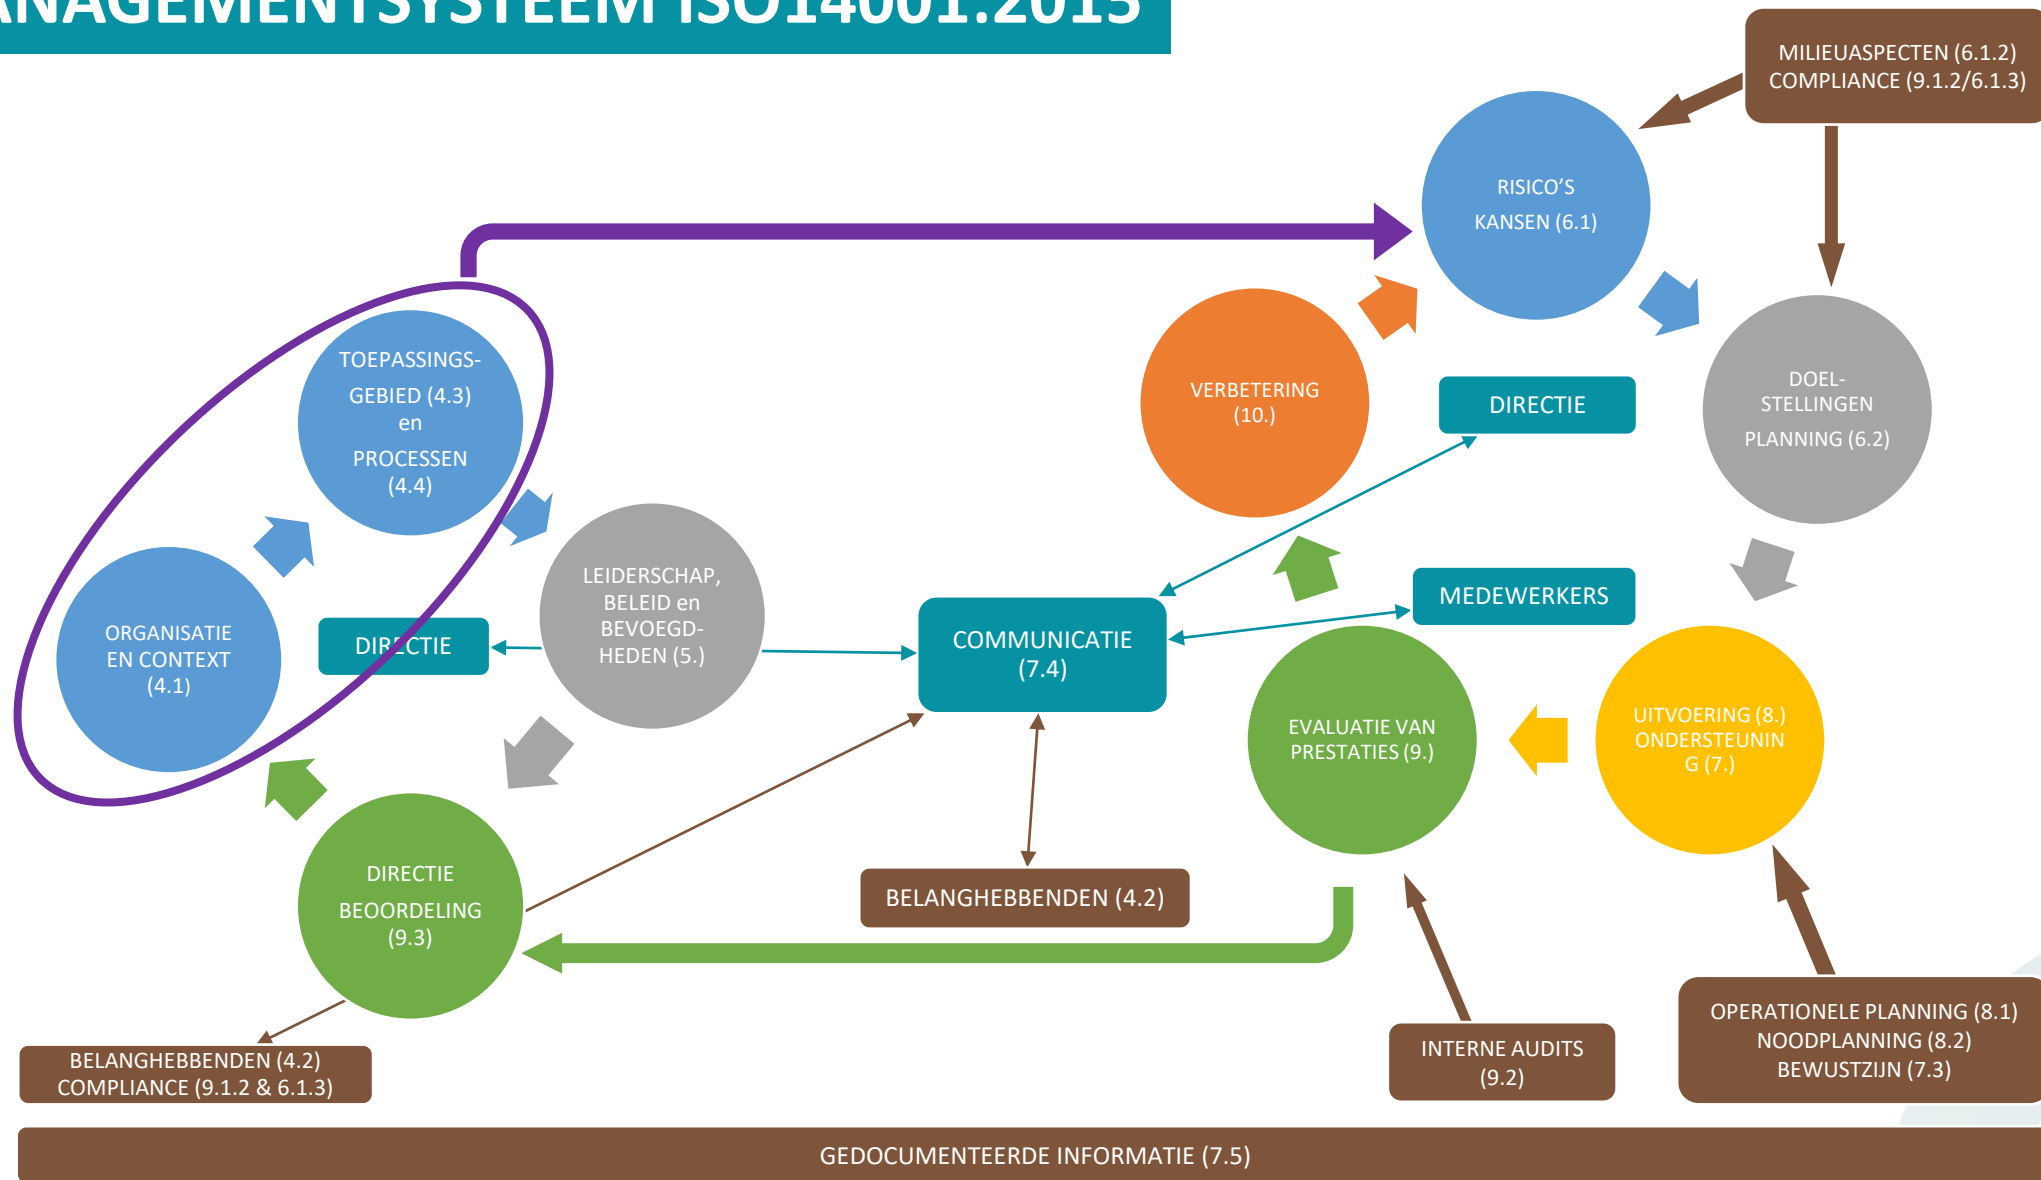 ANAGEMENTSYSTEEM ISO14001:2015
MILIEUASPECTEN (6.1.2)
COMPLIANCE (9.1.2/6.1.3)
RISICO’S
KANSEN (6.1)
TOEPASSINGS-
GEBIED (4.3)
en
PROCESSEN
(4.4)
VERBETERING
(10.)
DIRECTIE
DOEL-
STELLINGEN
PLANNING (6.2)
LEIDERSCHAP,
BELEID en
BEVOEGD-
HEDEN (5.)
MEDEWERKERS
ORGANISATIE
EN CONTEXT
(4.1)
DIRECTIE
COMMUNICATIE
(7.4)
EVALUATIE VAN
PRESTATIES (9.)
UITVOERING (8.)
ONDERSTEUNIN
G (7.)
DIRECTIE
BEOORDELING
(9.3)
BELANGHEBBENDEN (4.2)
BELANGHEBBENDEN (4.2)
COMPLIANCE (9.1.2 & 6.1.3)
INTERNE AUDITS
(9.2)
OPERATIONELE PLANNING (8.1)
NOODPLANNING (8.2)
BEWUSTZIJN (7.3)
GEDOCUMENTEERDE INFORMATIE (7.5)